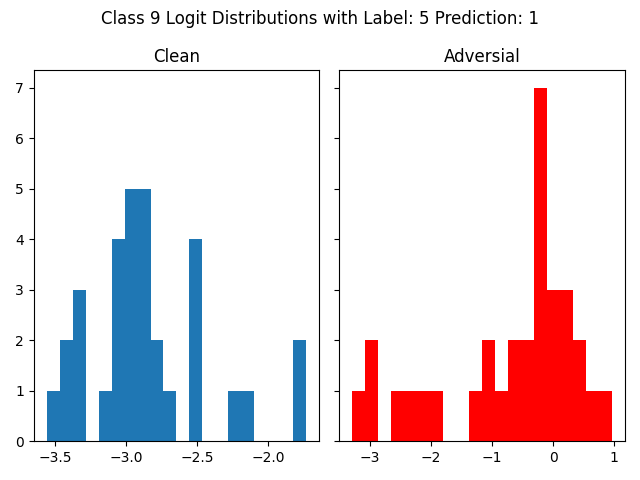 Class 9 Logit Distributions with Label: 5 Prediction: 1
Clean
Adversial
7
6
5
4
3
2
1
0
−3.5 −3.0 −2.5 −2.0
−3 −2 −1 0 1